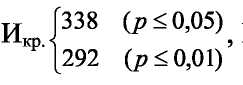 Икр. { 338 (p ≤ 0,05)
292 (p ≤ 0,01) ,